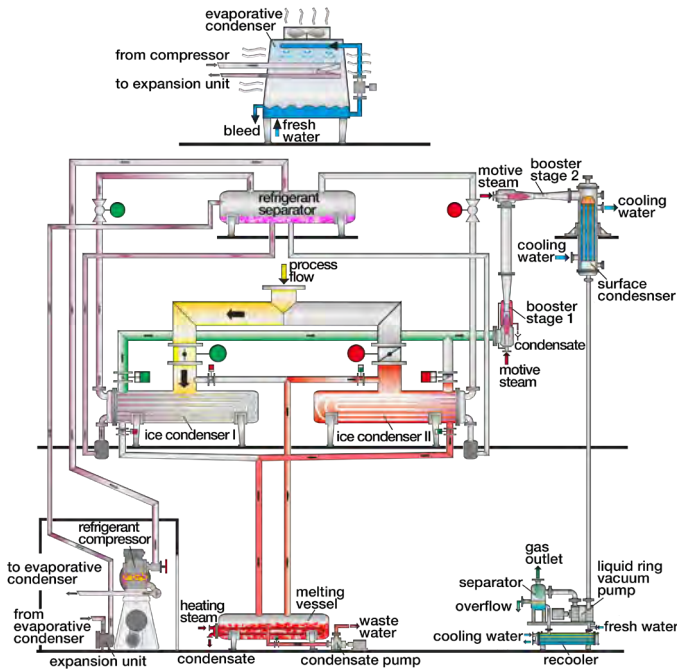 evaporative
condenser
from compressor
to expansion unit
bleed
fresh
water
motive
steam
booster
stage 2
refrigerant
separator
cooling
water
cooling
water
process
flow
surface
condesnser
booster
stage 1
condensate
motive
steam
ice condenser I
ice condenser II
refrigerant
compressor
to evaporative
condenser
from
evaporative
condenser
expansion unit
heating
steam
melting
vessel
condensate
waste
water
condensate pump
gas
outlet
separator
overflow
liquid ring
vacuum
pump
fresh water
cooling water
recooler